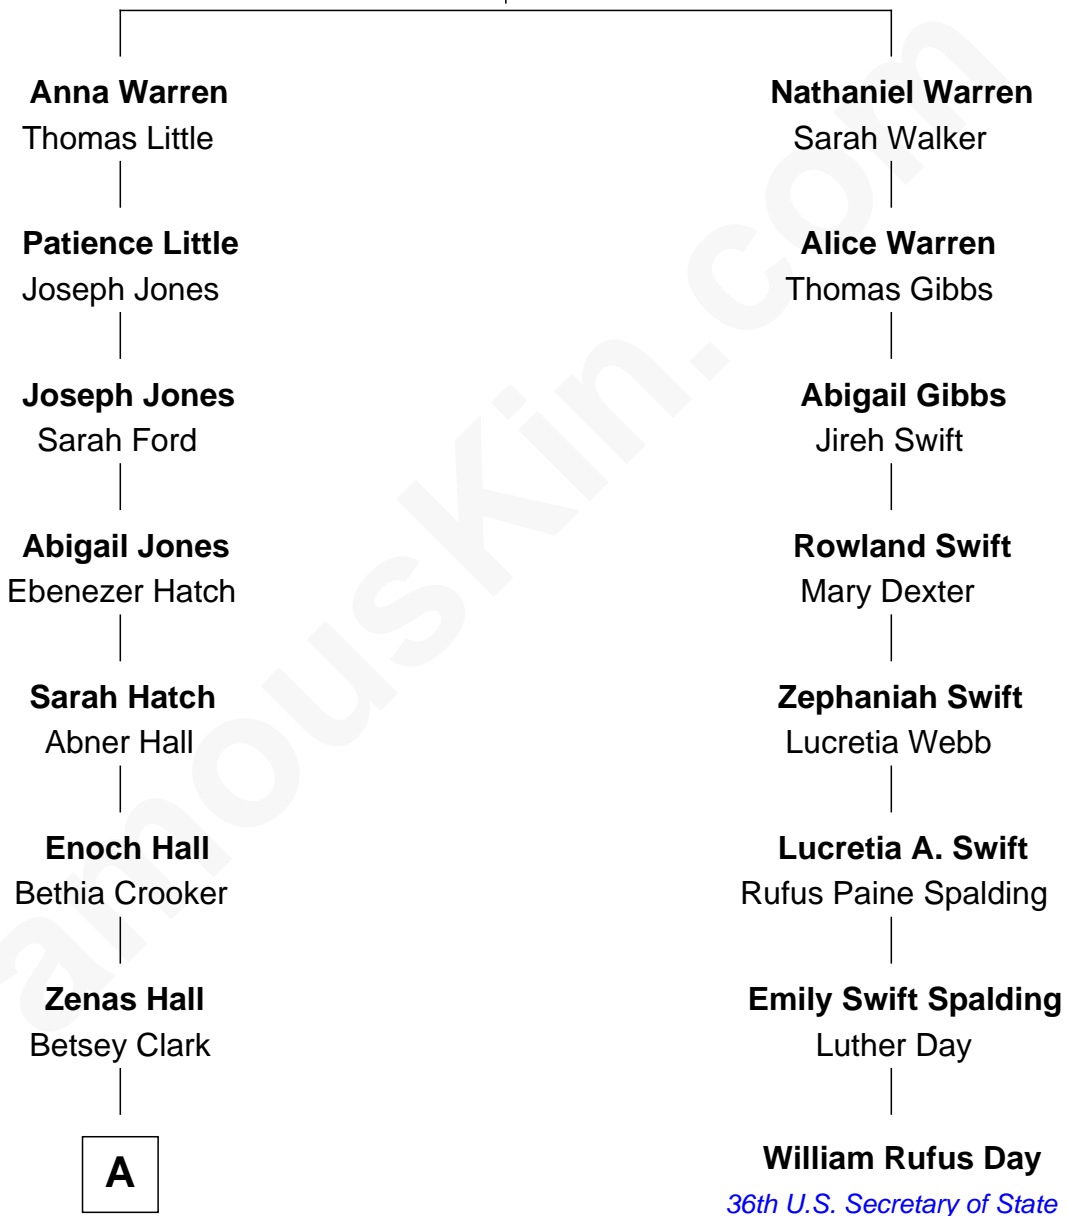 Anna Warren
Thomas Little
Patience Little
Joseph Jones
Joseph Jones
Sarah Ford
Abigail Jones
Ebenezer Hatch
Sarah Hatch
Abner Hall
Enoch Hall
Bethia Crooker
Zenas Hall
Betsey Clark
A
Nathaniel Warren
Sarah Walker
Alice Warren
Thomas Gibbs
Abigail Gibbs
Jireh Swift
Rowland Swift
Mary Dexter
Zephaniah Swift
Lucretia Webb
Lucretia A. Swift
Rufus Paine Spalding
Emily Swift Spalding
Luther Day
William Rufus Day
36th U.S. Secretary of State
amouskin.com